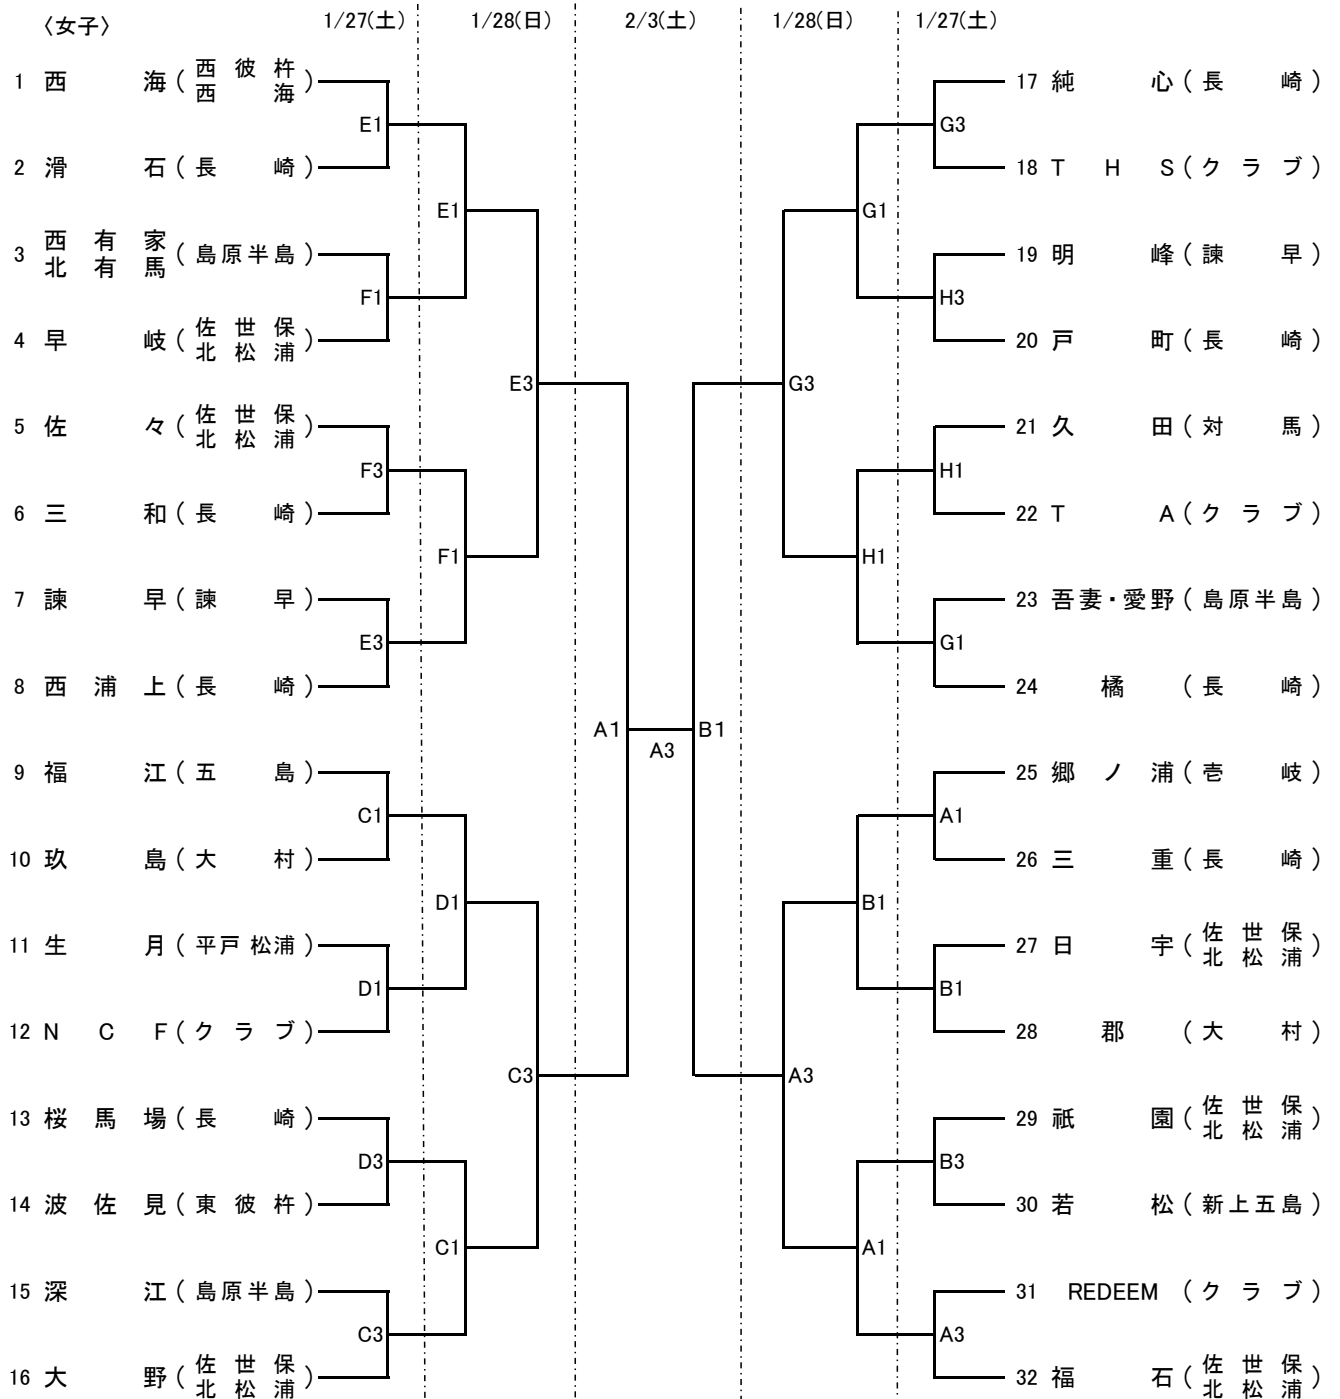 〈女子〉
1/27(土) 1/28(日) 2/3(土) 1/28(日) 1/27(土)
1 西海(西彼杵 西海)
E1
2 滑石(長崎)
E1
3 西有家 北有馬(島原半島)
F1
4 早岐(佐世保 北松浦)
E3
5 佐々(佐世保 北松浦)
F3
6 三和(長崎)
F1
7 諫早(諫早)
E3
8 西浦上(長崎)
A1
9 福江(五島)
C1
10 玖島(大村)
D1
11 生月(平戸松浦)
D1
12 NCF(クラブ)
C3
13 桜馬場(長崎)
D3
14 波佐見(東彼杵)
C1
15 深江(島原半島)
C3
16 大野(佐世保 北松浦)
A3
17 純心(長崎)
G3
18 THS(クラブ)
G1
19 明峰(諫早)
H3
20 戸町(長崎)
G3
21 久田(対馬)
H1
22 TA(クラブ)
H1
23 吾妻・愛野(島原半島)
G1
24 橘(長崎)
B1
25 郷ノ浦(壱岐)
A1
26 三重(長崎)
B1
27 日宇(佐世保 北松浦)
B1
28 郡(大村)
A3
29 祇園(佐世保 北松浦)
B3
30 若松(新上五島)
A1
31 REDEEM(クラブ)
A3
32 福石(佐世保 北松浦)